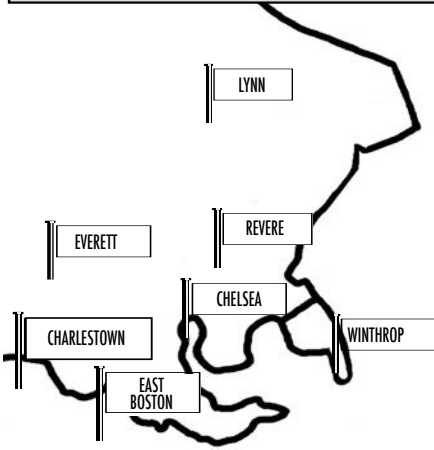 LYNN
REVERE
EVERETT
CHELSEA
CHARLESTOWN
WINTHROP
EAST
BOSTON